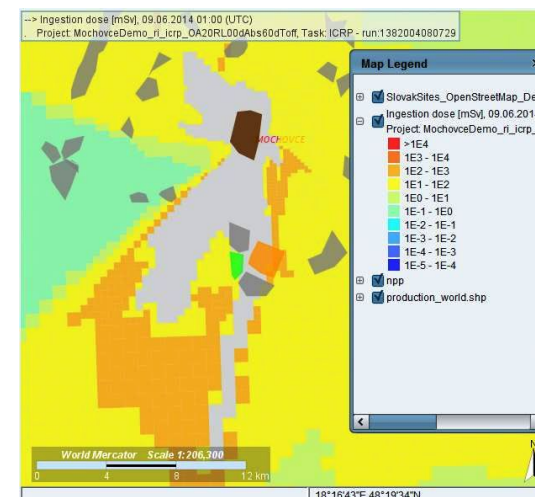 --> Ingestion dose [mSv], 09.06.2014 01:00 (UTC)
. Project: MochovceDemo_ri_icrp_OA20RL00dAbs60dToff, Task: ICRP - run:1382004080729
MOCHOVCE
Map Legend
SlovakSites_OpenStreetMap_De
Ingestion dose [mSv], 09.06.201
Project: MochovceDemo_ri_icrp_
>1E4
1E3 - 1E4
1E2 - 1E3
1E1 - 1E2
1E0 - 1E1
1E-1 - 1E0
1E-2 - 1E-1
1E-3 - 1E-2
1E-4 - 1E-3
1E-5 - 1E-4
npp
production_world.shp
World Mercator Scale 1:206,300
0 4 8 12 km
N
18°16'43"E 48°19'34"N